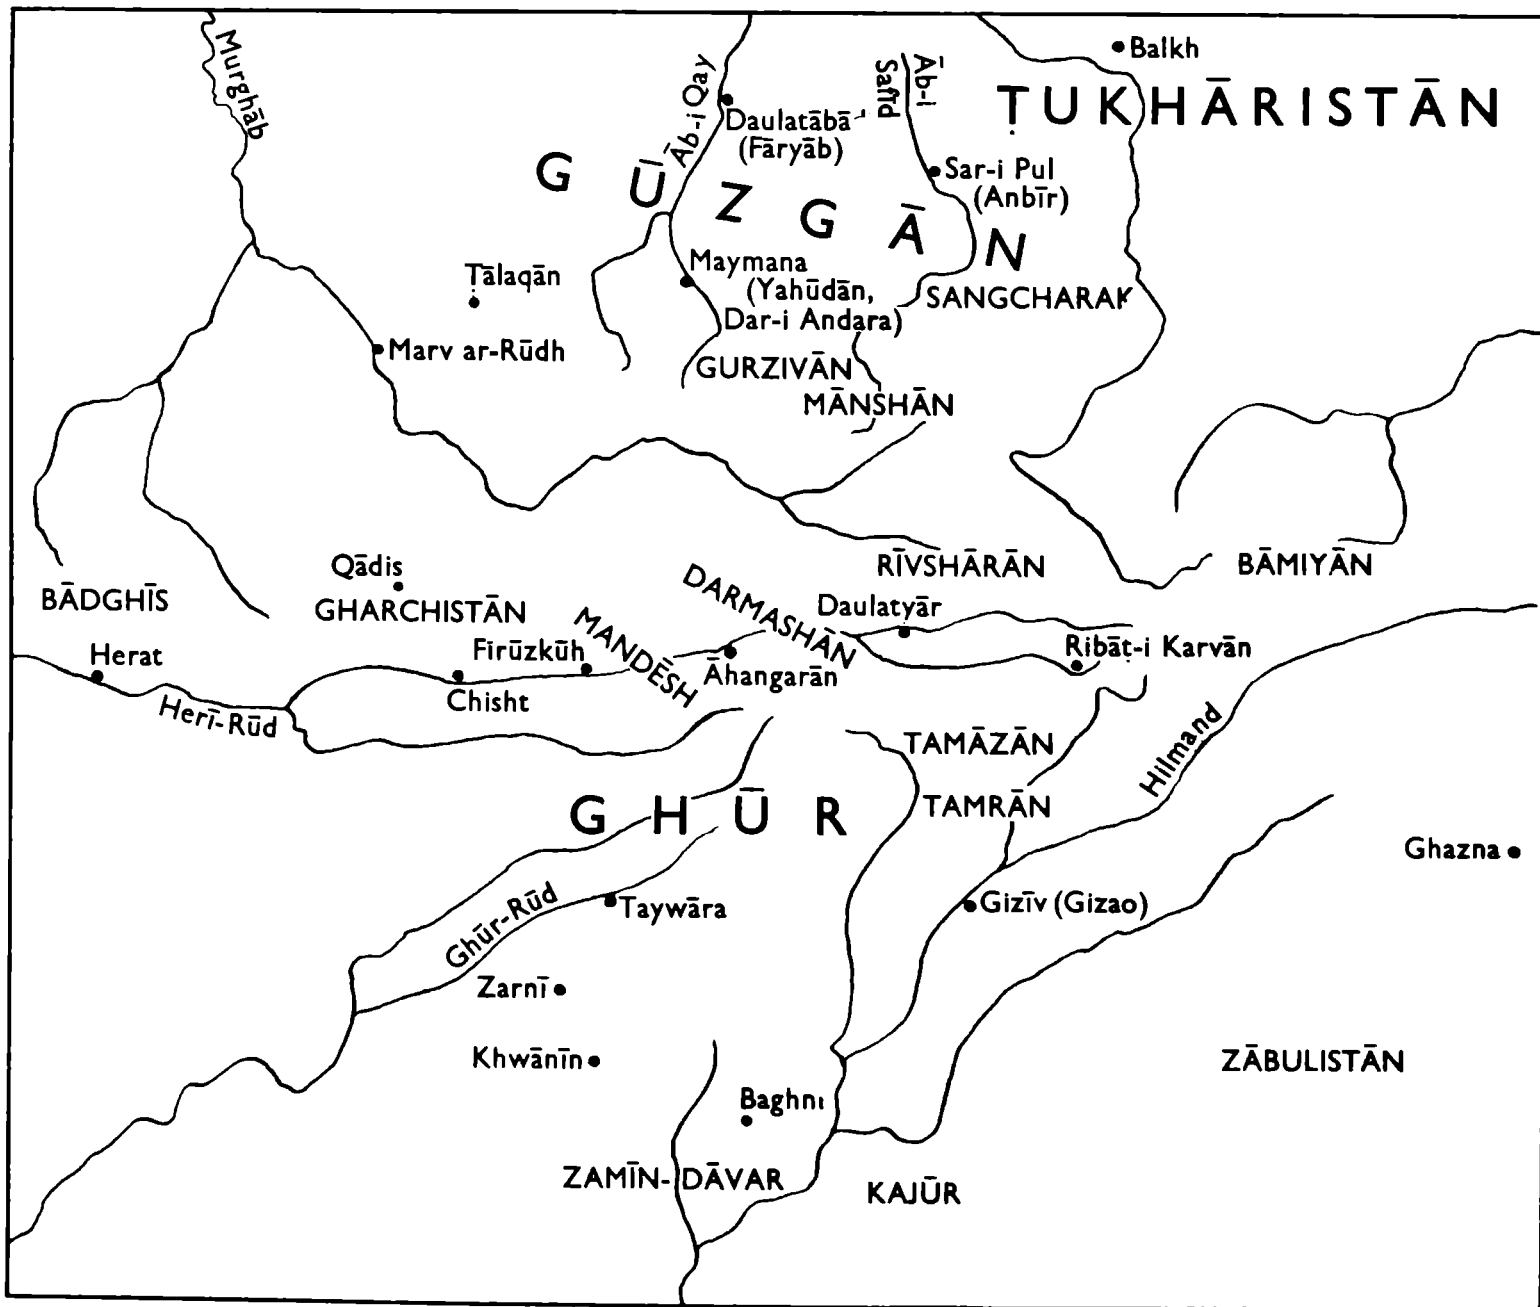 Murghāb
Āb-i Qay
Āb-i
Safīd
Balkh
ṬUKHĀRISTĀN
Daulatābā
(Fāryāb)
GŪZGĀN
Sar-i Pul
(Anbīr)
Ṭālaqān
Maymana
(Yahūdān,
Dar-i Andara)
SANGCHARAK
Marv ar-Rūdh
GURZIVĀN
MĀNSHĀN
Qādis
RĪVSHĀRĀN
BĀMIYĀN
BĀDGHĪS
GHARCHISTĀN
DARMASHĀN
MANDĒSH
Daulatyār
Herat
Fīrūzkūh
Āhangarān
Ribāṭ-i Karvān
Chisht
Herī-Rūd
TAMĀZĀN
Hilmand
GHŪR
TAMRĀN
Ghazna
Ghūr-Rūd
Taywāra
Gizīv (Gizao)
Zarnī
Khwānīn
ZĀBULISTĀN
Baghnı
ZAMĪN-DĀVAR
KAJŪR